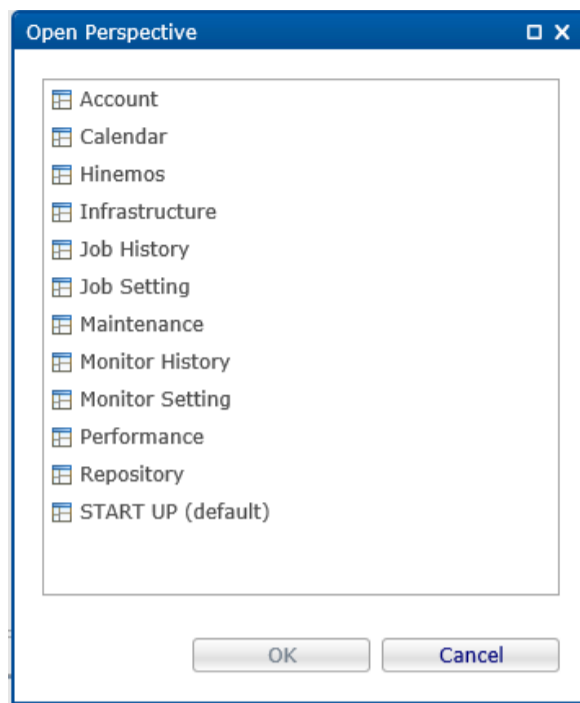 Open Perspective
Account
Calendar
Hinemos
Infrastructure
Job History
Job Setting
Maintenance
Monitor History
Monitor Setting
Performance
Repository
START UP (default)
OK
Cancel